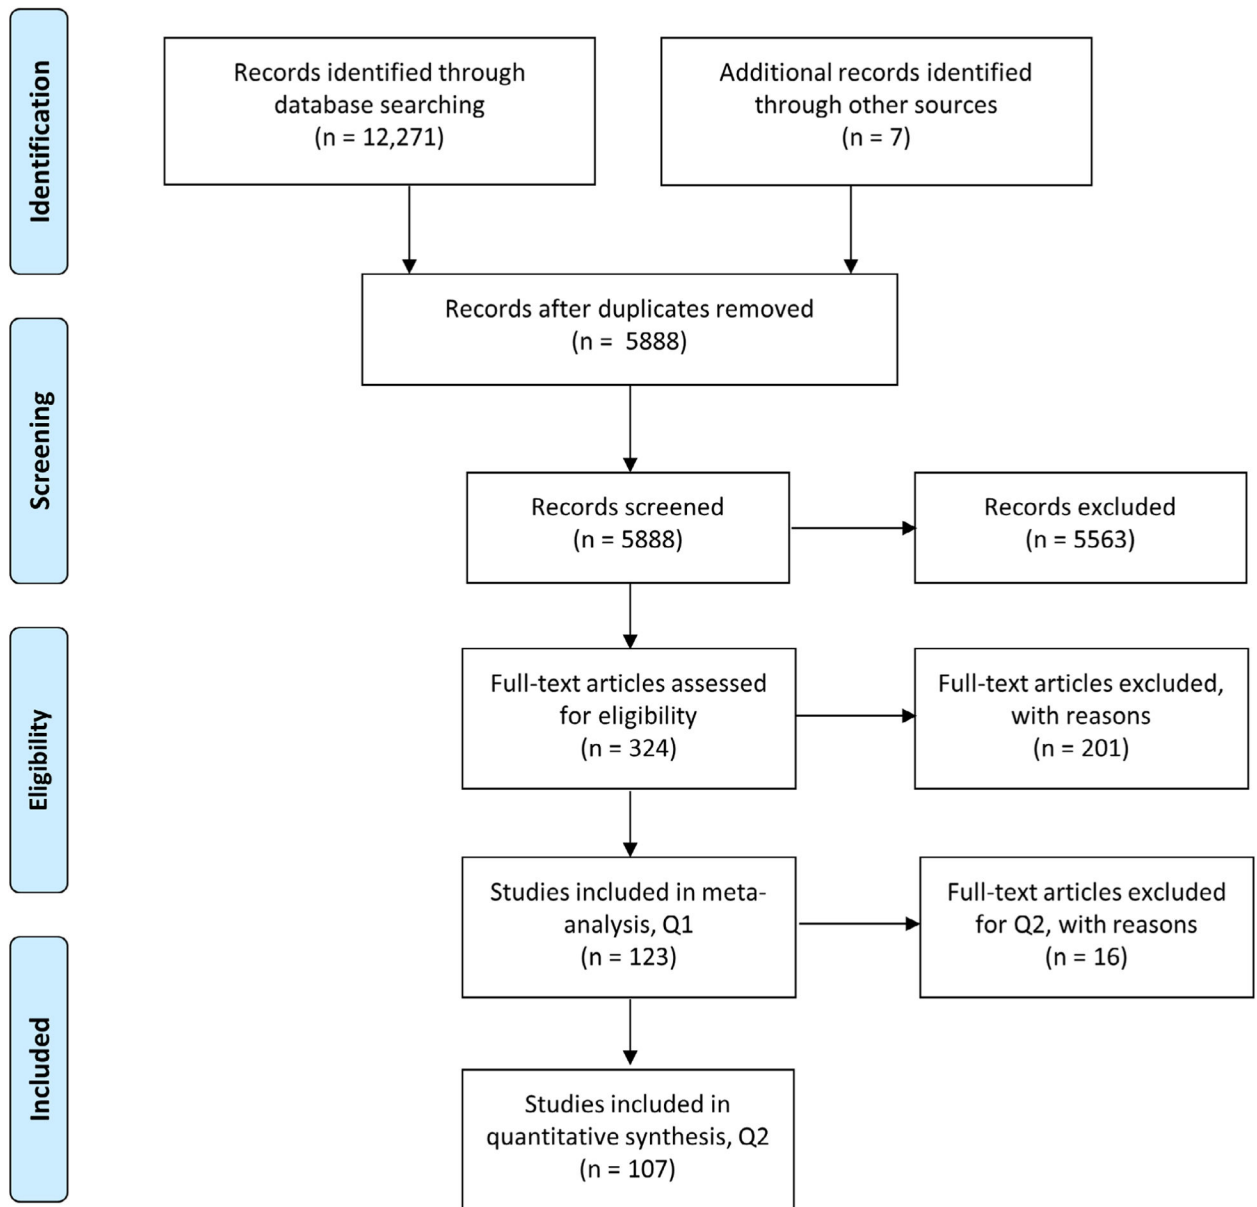 Identification
Records identified through
database searching
(n = 12,271)
Additional records identified
through other sources
(n = 7)
Records after duplicates removed
(n = 5888)
Screening
Records screened
(n = 5888)
Records excluded
(n = 5563)
Eligibility
Full-text articles assessed
for eligibility
(n = 324)
Full-text articles excluded,
with reasons
(n = 201)
Studies included in meta-
analysis, Q1
(n = 123)
Full-text articles excluded
for Q2, with reasons
(n = 16)
Included
Studies included in
quantitative synthesis, Q2
(n = 107)